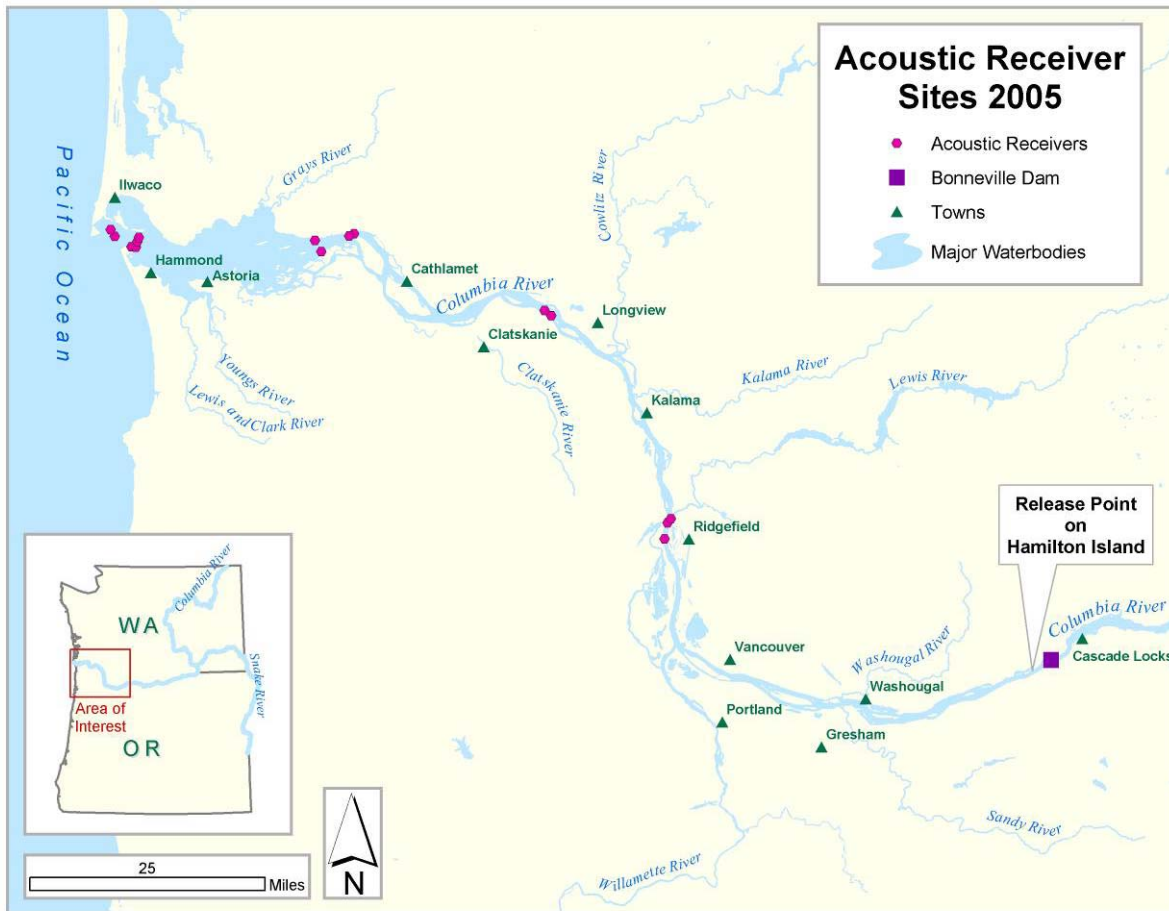 Acoustic Receiver
Sites 2005
Acoustic Receivers
Bonneville Dam
Towns
Major Waterbodies
Pacific Ocean
Ilwaco
Grays River
Cowlitz River
Hammond
Astoria
Cathlamet
Columbia River
Longview
Clatskanie
Youngs River
Lewis and Clark River
Clatskanie River
Kalama River
Lewis River
Kalama
Ridgefield
Release Point
on
Hamilton Island
Columbia River
Cascade Locks
Vancouver
Washougal River
Washougal
Portland
Gresham
Sandy River
Willamette River
Columbia River
WA
Snake River
Area of
Interest
OR
25
Miles
N